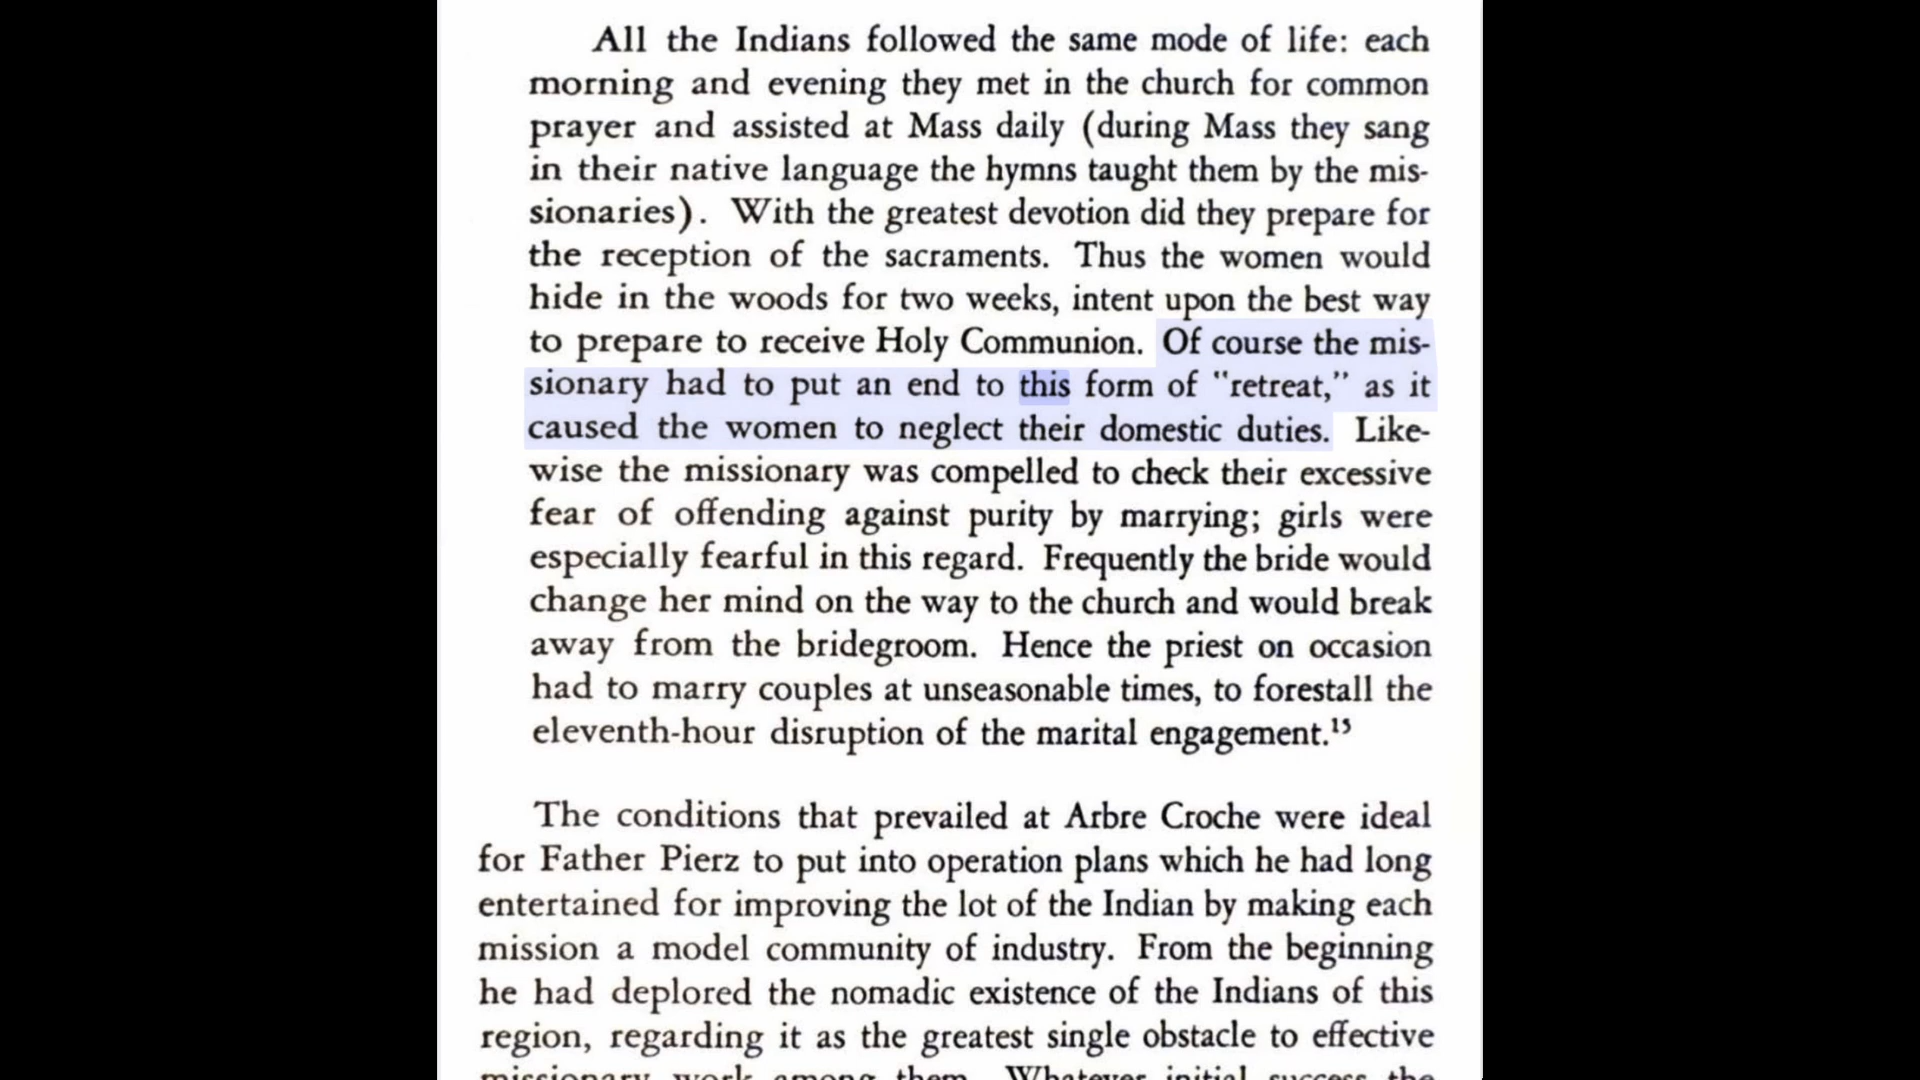 All the Indians followed the same mode of life: each
morning and evening they met in the church for common
prayer and assisted at Mass daily (during Mass they sang
in their native language the hymns taught them by the mis-
sionaries). With the greatest devotion did they prepare for
the reception of the sacraments. Thus the women would
hide in the woods for two weeks, intent upon the best way
to prepare to receive Holy Communion. Of course the mis-
sionary had to put an end to this form of "retreat," as it
caused the women to neglect their domestic duties. Like-
wise the missionary was compelled to check their excessive
fear of offending against purity by marrying; girls were
especially fearful in this regard. Frequently the bride would
change her mind on the way to the church and would break
away from the bridegroom. Hence the priest on occasion
had to marry couples at unseasonable times, to forestall the
eleventh-hour disruption of the marital engagement.¹⁵
The conditions that prevailed at Arbre Croche were ideal
for Father Pierz to put into operation plans which he had long
entertained for improving the lot of the Indian by making each
mission a model community of industry. From the beginning
he had deplored the nomadic existence of the Indians of this
region, regarding it as the greatest single obstacle to effective
missionary work among them. Whatever initial success the